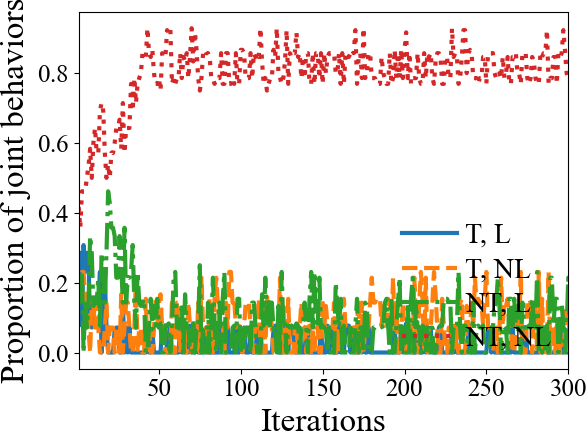 Proportion of joint behaviors
0.8
0.6
0.4
0.2
0.0
T, L
T, NL
NT, L
NT, NL
50
100
150
200
250
300
Iterations